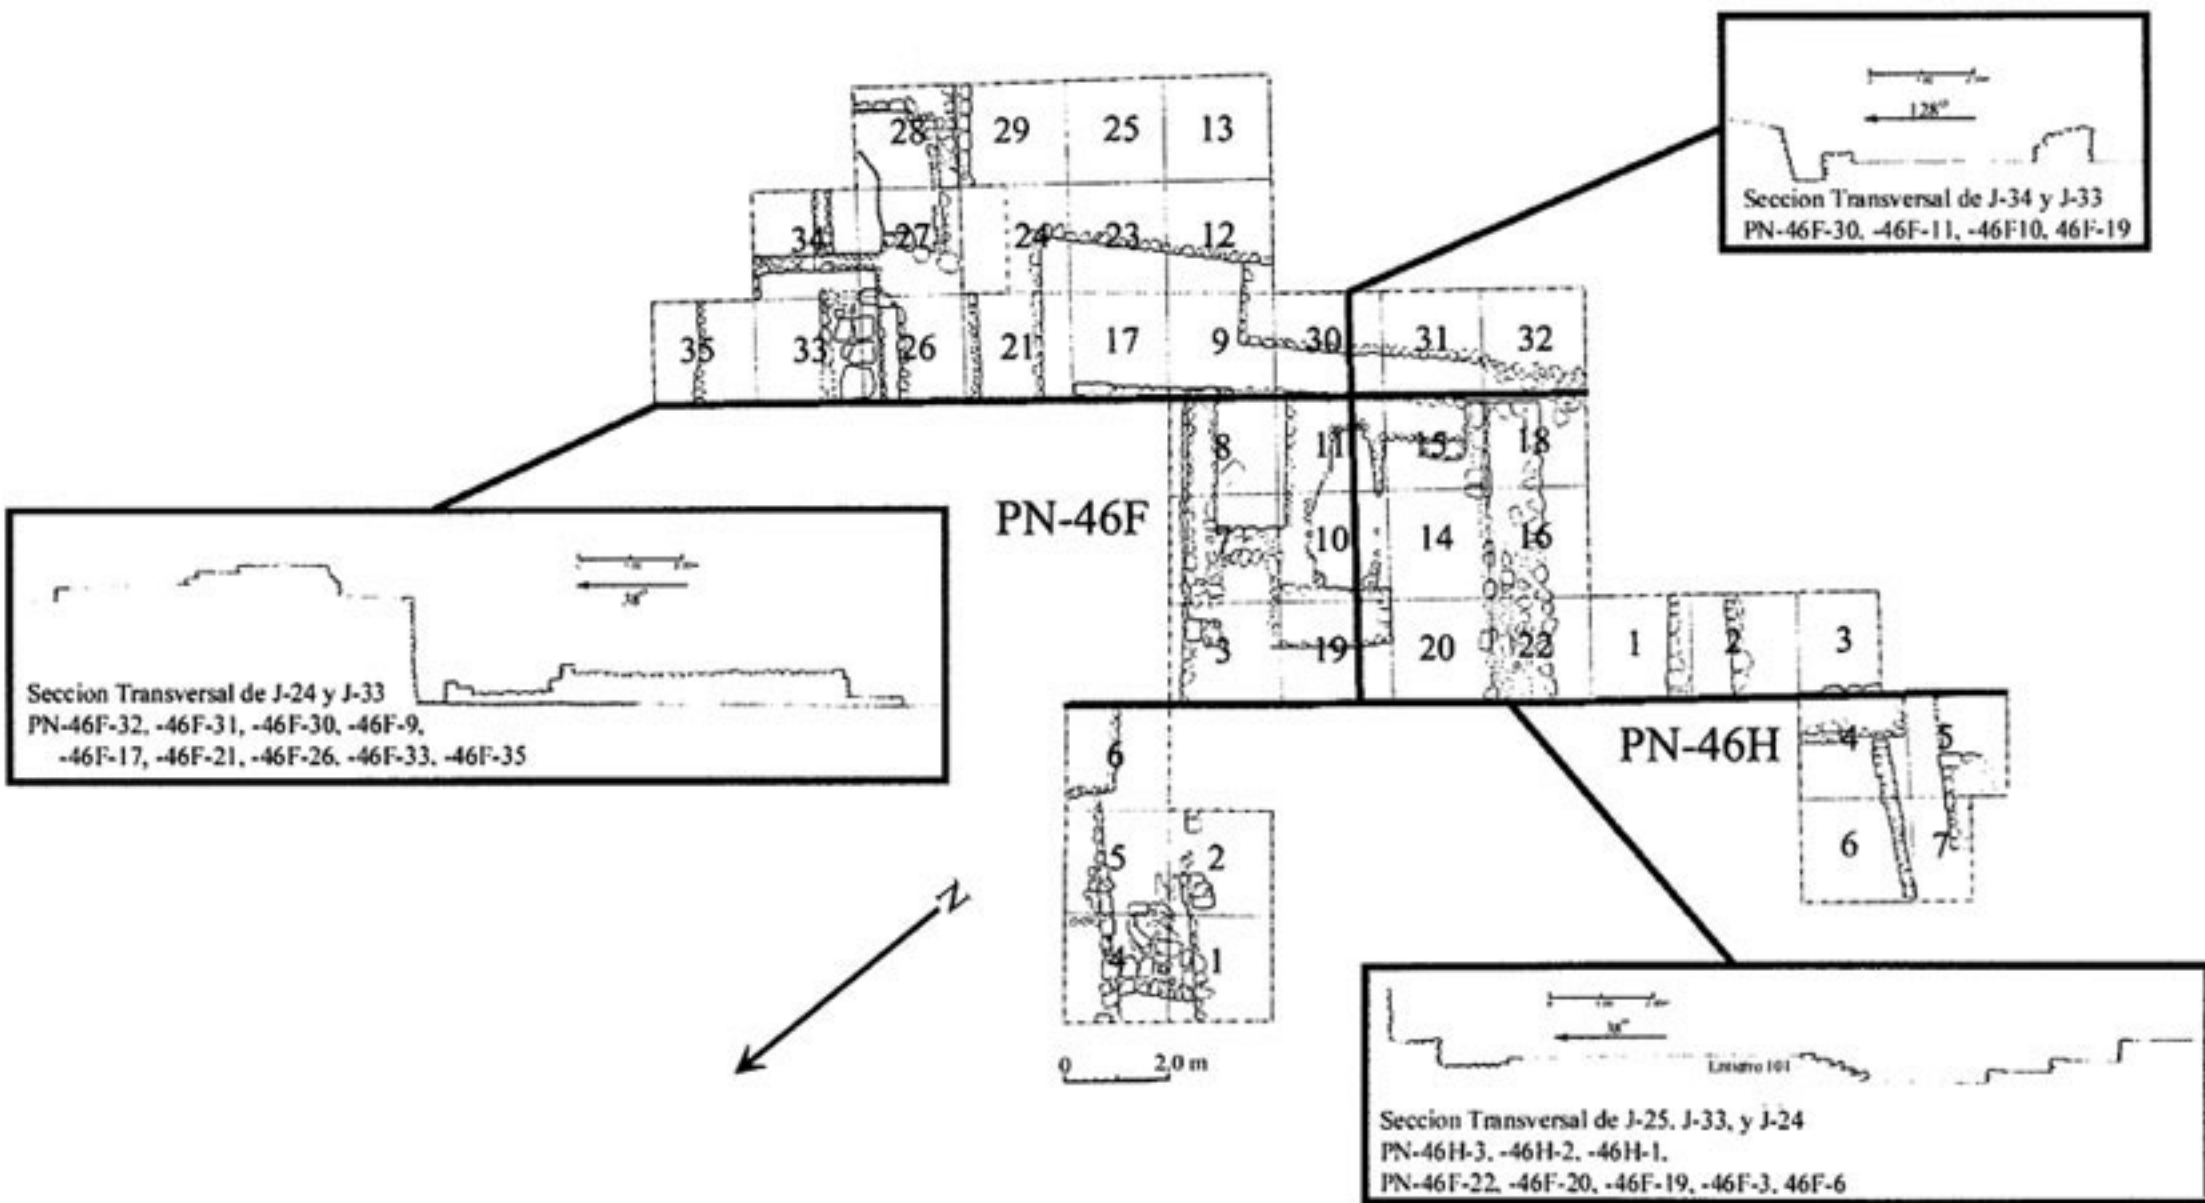 128°
Seccion Transversal de J-34 y J-33
PN-46F-30, -46F-11, -46F10, 46F-19
28 29 25 13
34 27 24 23 12
35 33 26 21 17 9 30 31 32
8 11 15 18
PN-46F
7 10 14 16
3 19 20 22 1 2 3
38°
Seccion Transversal de J-24 y J-33
PN-46F-32, -46F-31, -46F-30, -46F-9,
-46F-17, -46F-21, -46F-26, -46F-33, -46F-35
6
PN-46H
4 5
5 2
6 7
4 1
N
0 2,0 m
38°
Entierro 101
Seccion Transversal de J-25, J-33, y J-24
PN-46H-3, -46H-2, -46H-1,
PN-46F-22, -46F-20, -46F-19, -46F-3, 46F-6